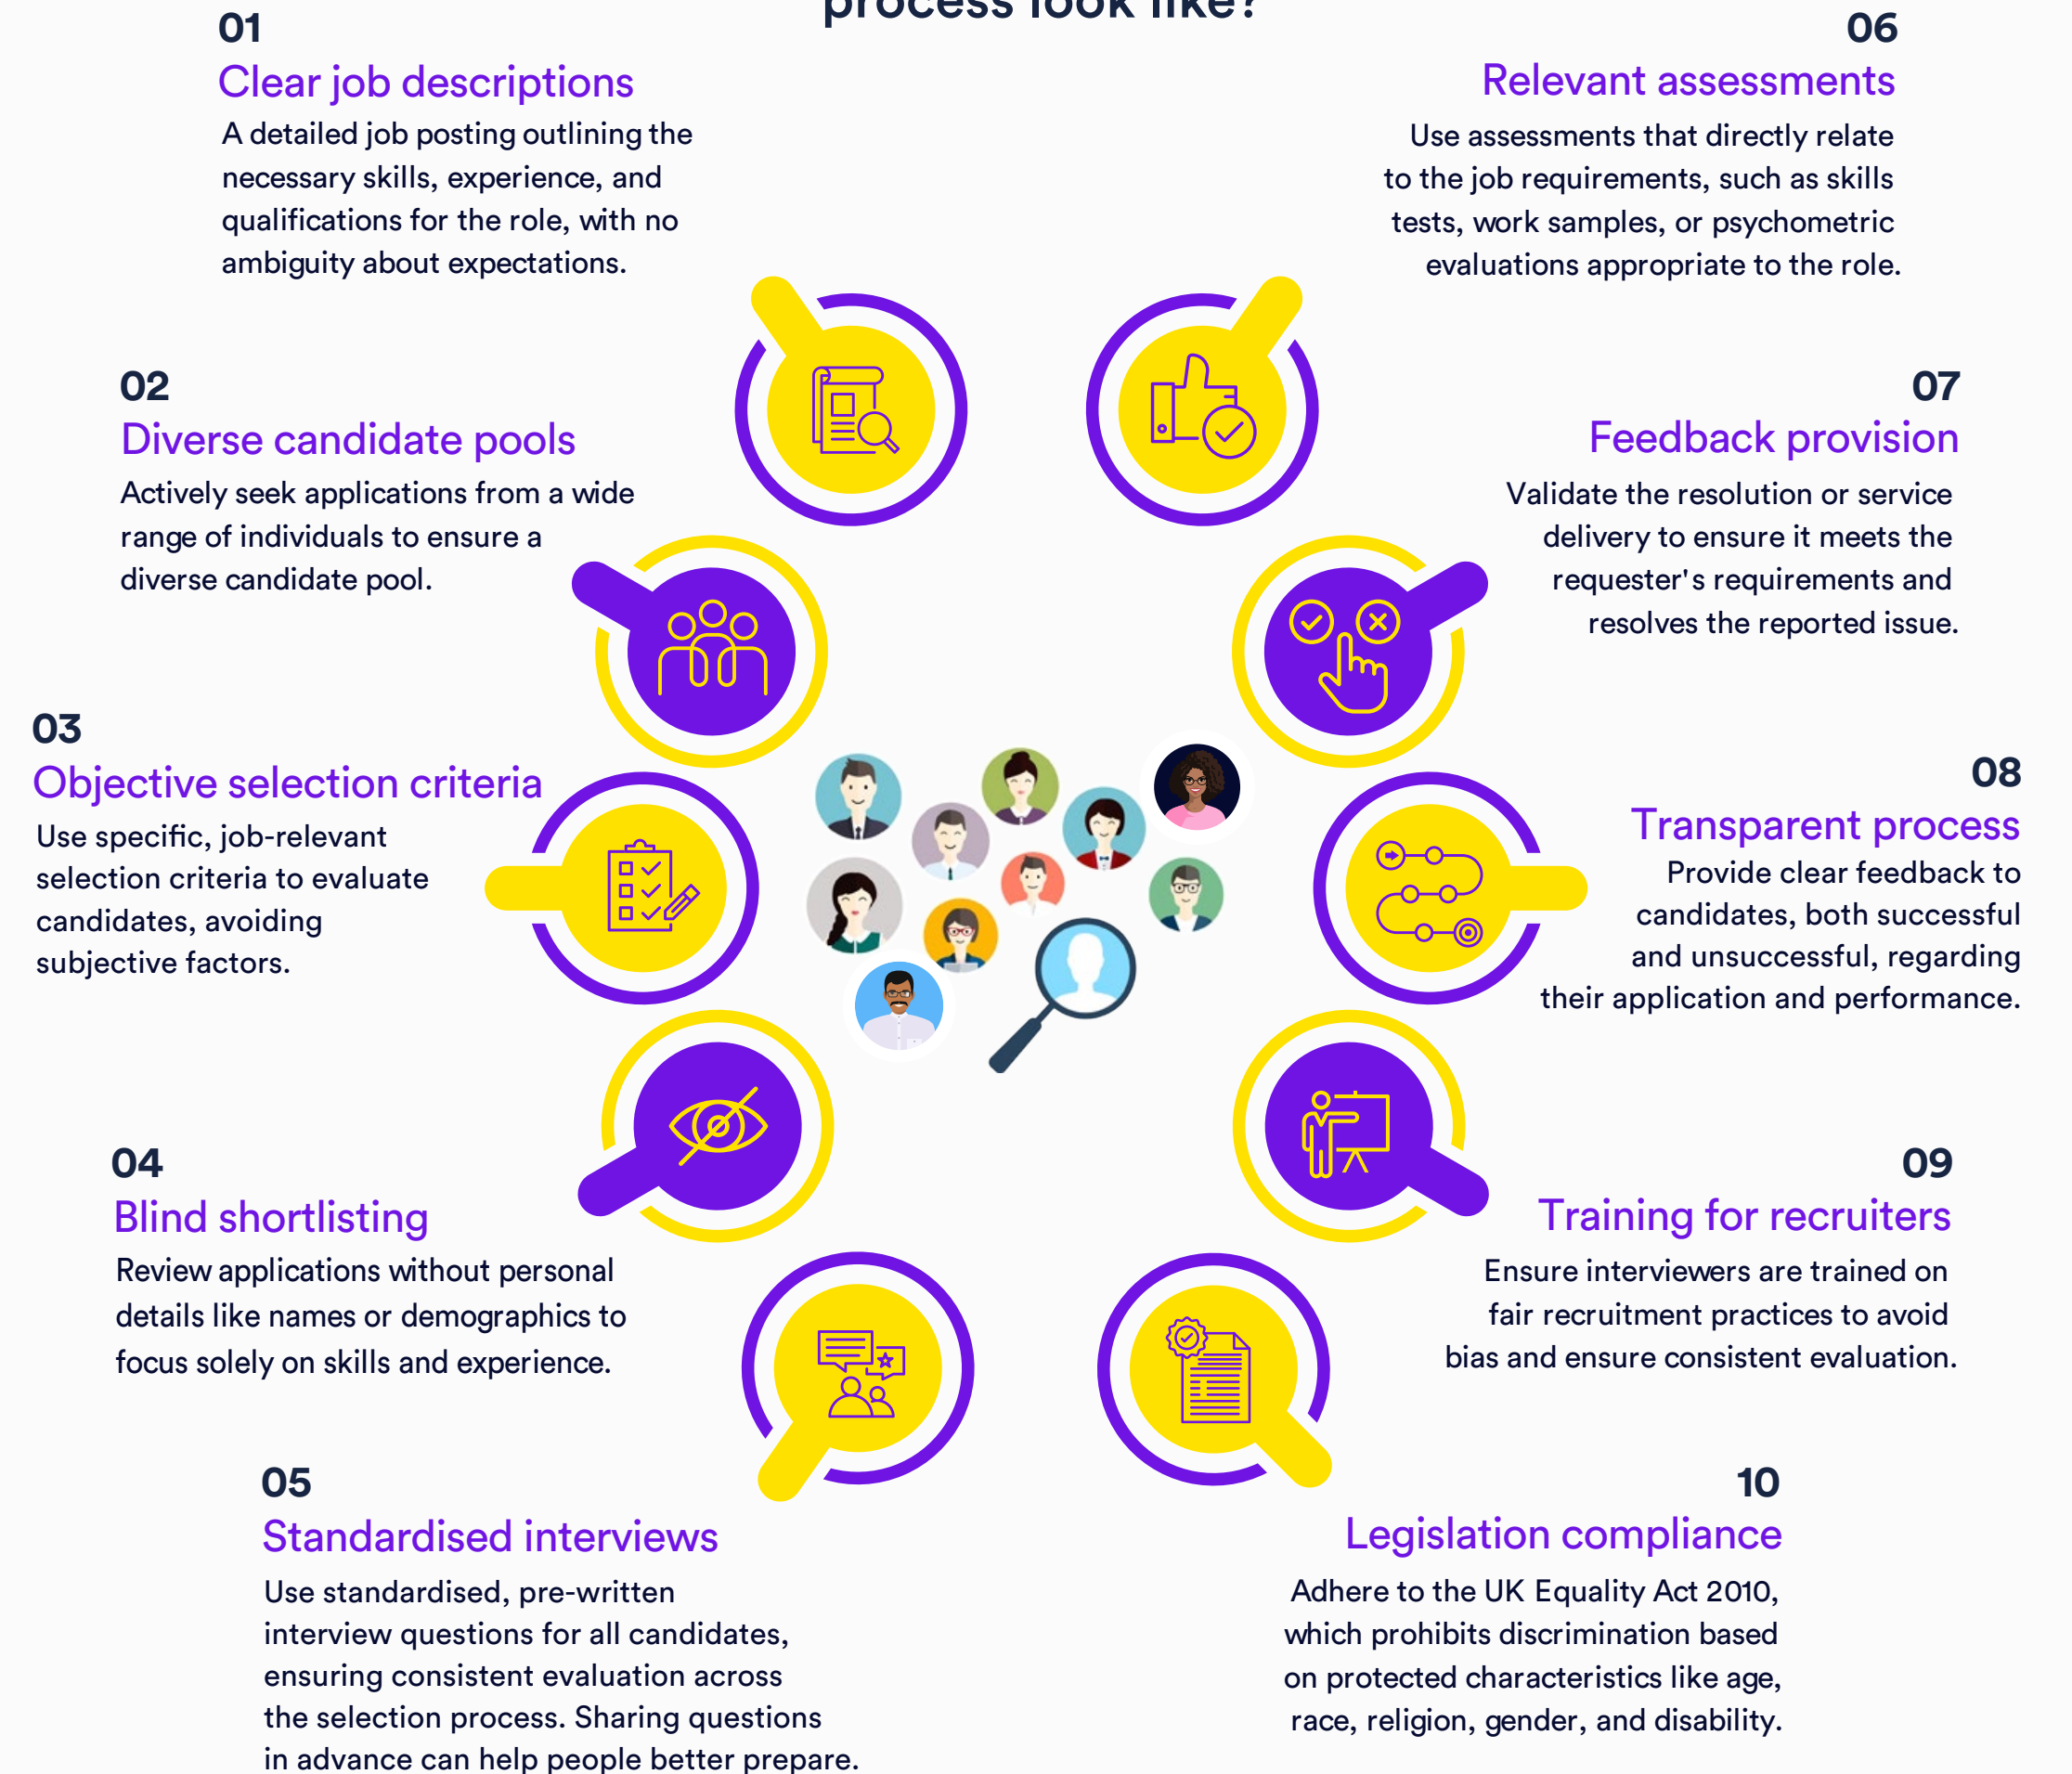 process look like?
01
Clear job descriptions
A detailed job posting outlining the
necessary skills, experience, and
qualifications for the role, with no
ambiguity about expectations.
02
Diverse candidate pools
Actively seek applications from a wide
range of individuals to ensure a
diverse candidate pool.
03
Objective selection criteria
Use specific, job-relevant
selection criteria to evaluate
candidates, avoiding
subjective factors.
04
Blind shortlisting
Review applications without personal
details like names or demographics to
focus solely on skills and experience.
05
Standardised interviews
Use standardised, pre-written
interview questions for all candidates,
ensuring consistent evaluation across
the selection process. Sharing questions
in advance can help people better prepare.
06
Relevant assessments
Use assessments that directly relate
to the job requirements, such as skills
tests, work samples, or psychometric
evaluations appropriate to the role.
07
Feedback provision
Validate the resolution or service
delivery to ensure it meets the
requester's requirements and
resolves the reported issue.
08
Transparent process
Provide clear feedback to
candidates, both successful
and unsuccessful, regarding
their application and performance.
09
Training for recruiters
Ensure interviewers are trained on
fair recruitment practices to avoid
bias and ensure consistent evaluation.
10
Legislation compliance
Adhere to the UK Equality Act 2010,
which prohibits discrimination based
on protected characteristics like age,
race, religion, gender, and disability.